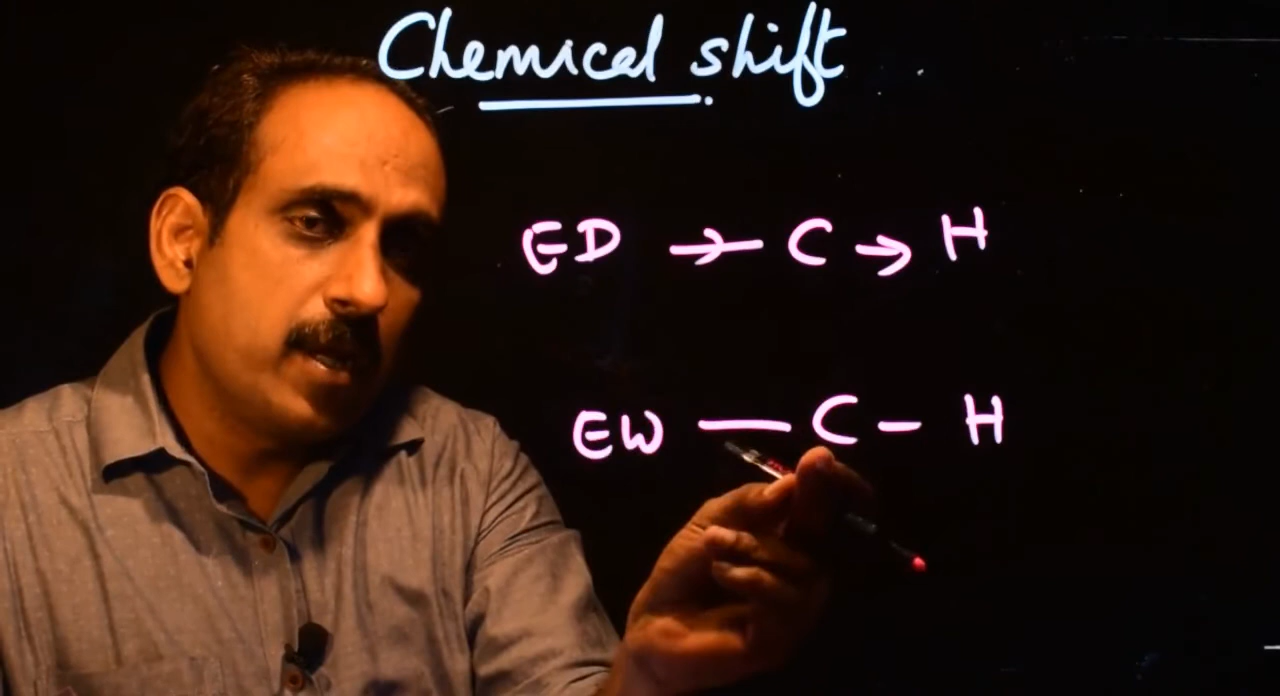 Chemical shift
ED → C → H
EW — C — H